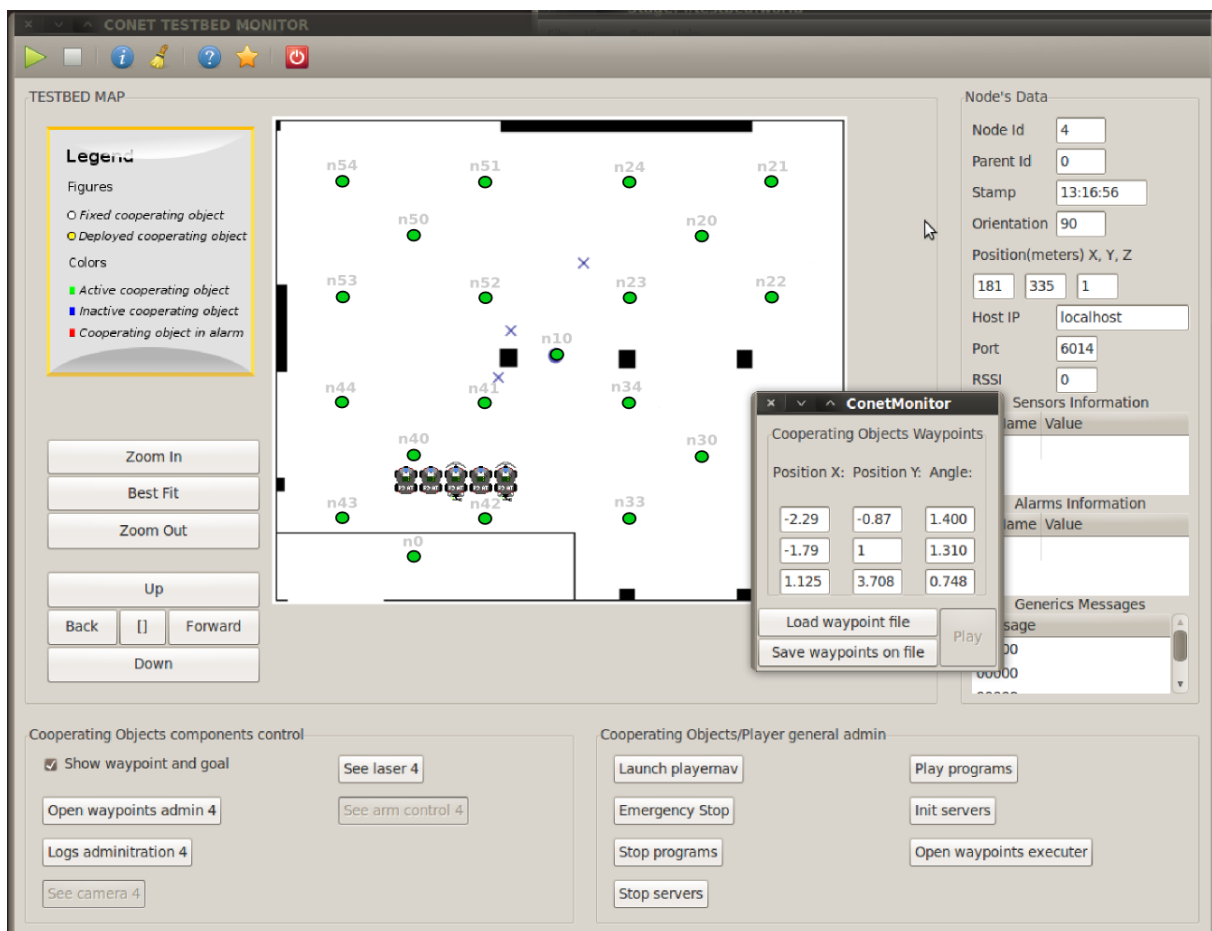 CONET TESTBED MONITOR
TESTBED MAP
Legend
Figures
Fixed cooperating object
Deployed cooperating object
Colors
Active cooperating object
Inactive cooperating object
Cooperating object in alarm
Zoom In
Best Fit
Zoom Out
Up
Back [] Forward
Down
n54 n51 n24 n21
n50 n20
n53 n52 n23 n22
n10
n44 n41 n34
n40 n30
n43 n42 n33
n0
Node's Data
Node Id 4
Parent Id 0
Stamp 13:16:56
Orientation 90
Position(meters) X, Y, Z
181 335 1
Host IP localhost
Port 6014
RSSI 0
Sensors Information
ame Value
Alarms Information
ame Value
Generics Messages
sage
00
00000
ConetMonitor
Cooperating Objects Waypoints
Position X: Position Y: Angle:
-2.29 -0.87 1.400
-1.79 1 1.310
1.125 3.708 0.748
Load waypoint file
Save waypoints on file
Play
Cooperating Objects components control
Show waypoint and goal
See laser 4
Open waypoints admin 4
See arm control 4
Logs adminitration 4
See camera 4
Cooperating Objects/Player general admin
Launch playernav
Play programs
Emergency Stop
Init servers
Stop programs
Open waypoints executer
Stop servers